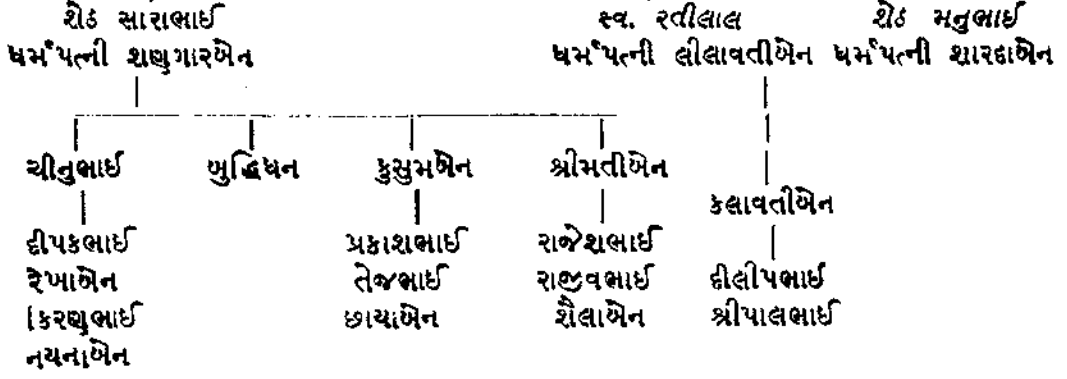 શેઠ સારાભાઈ સ્વ. રતીલાલ શેઠ મનુભાઈ
ધર્મપત્ની શણગારબેન ધર્મપત્ની લીલાવતીબેન ધર્મપત્ની શારદાબેન
ચીનુભાઈ બુદ્ધિધન કુસુમબેન શ્રીમતીબેન
કલાવતીબેન
દીપકભાઈ પ્રકાશભાઈ રાજેશભાઈ
રેખાબેન તેજભાઈ રાજીવભાઈ દીલીપભાઈ
કિરણભાઈ છાયાબેન શૈલાબેન શ્રીપાલભાઈ
નયનાબેન